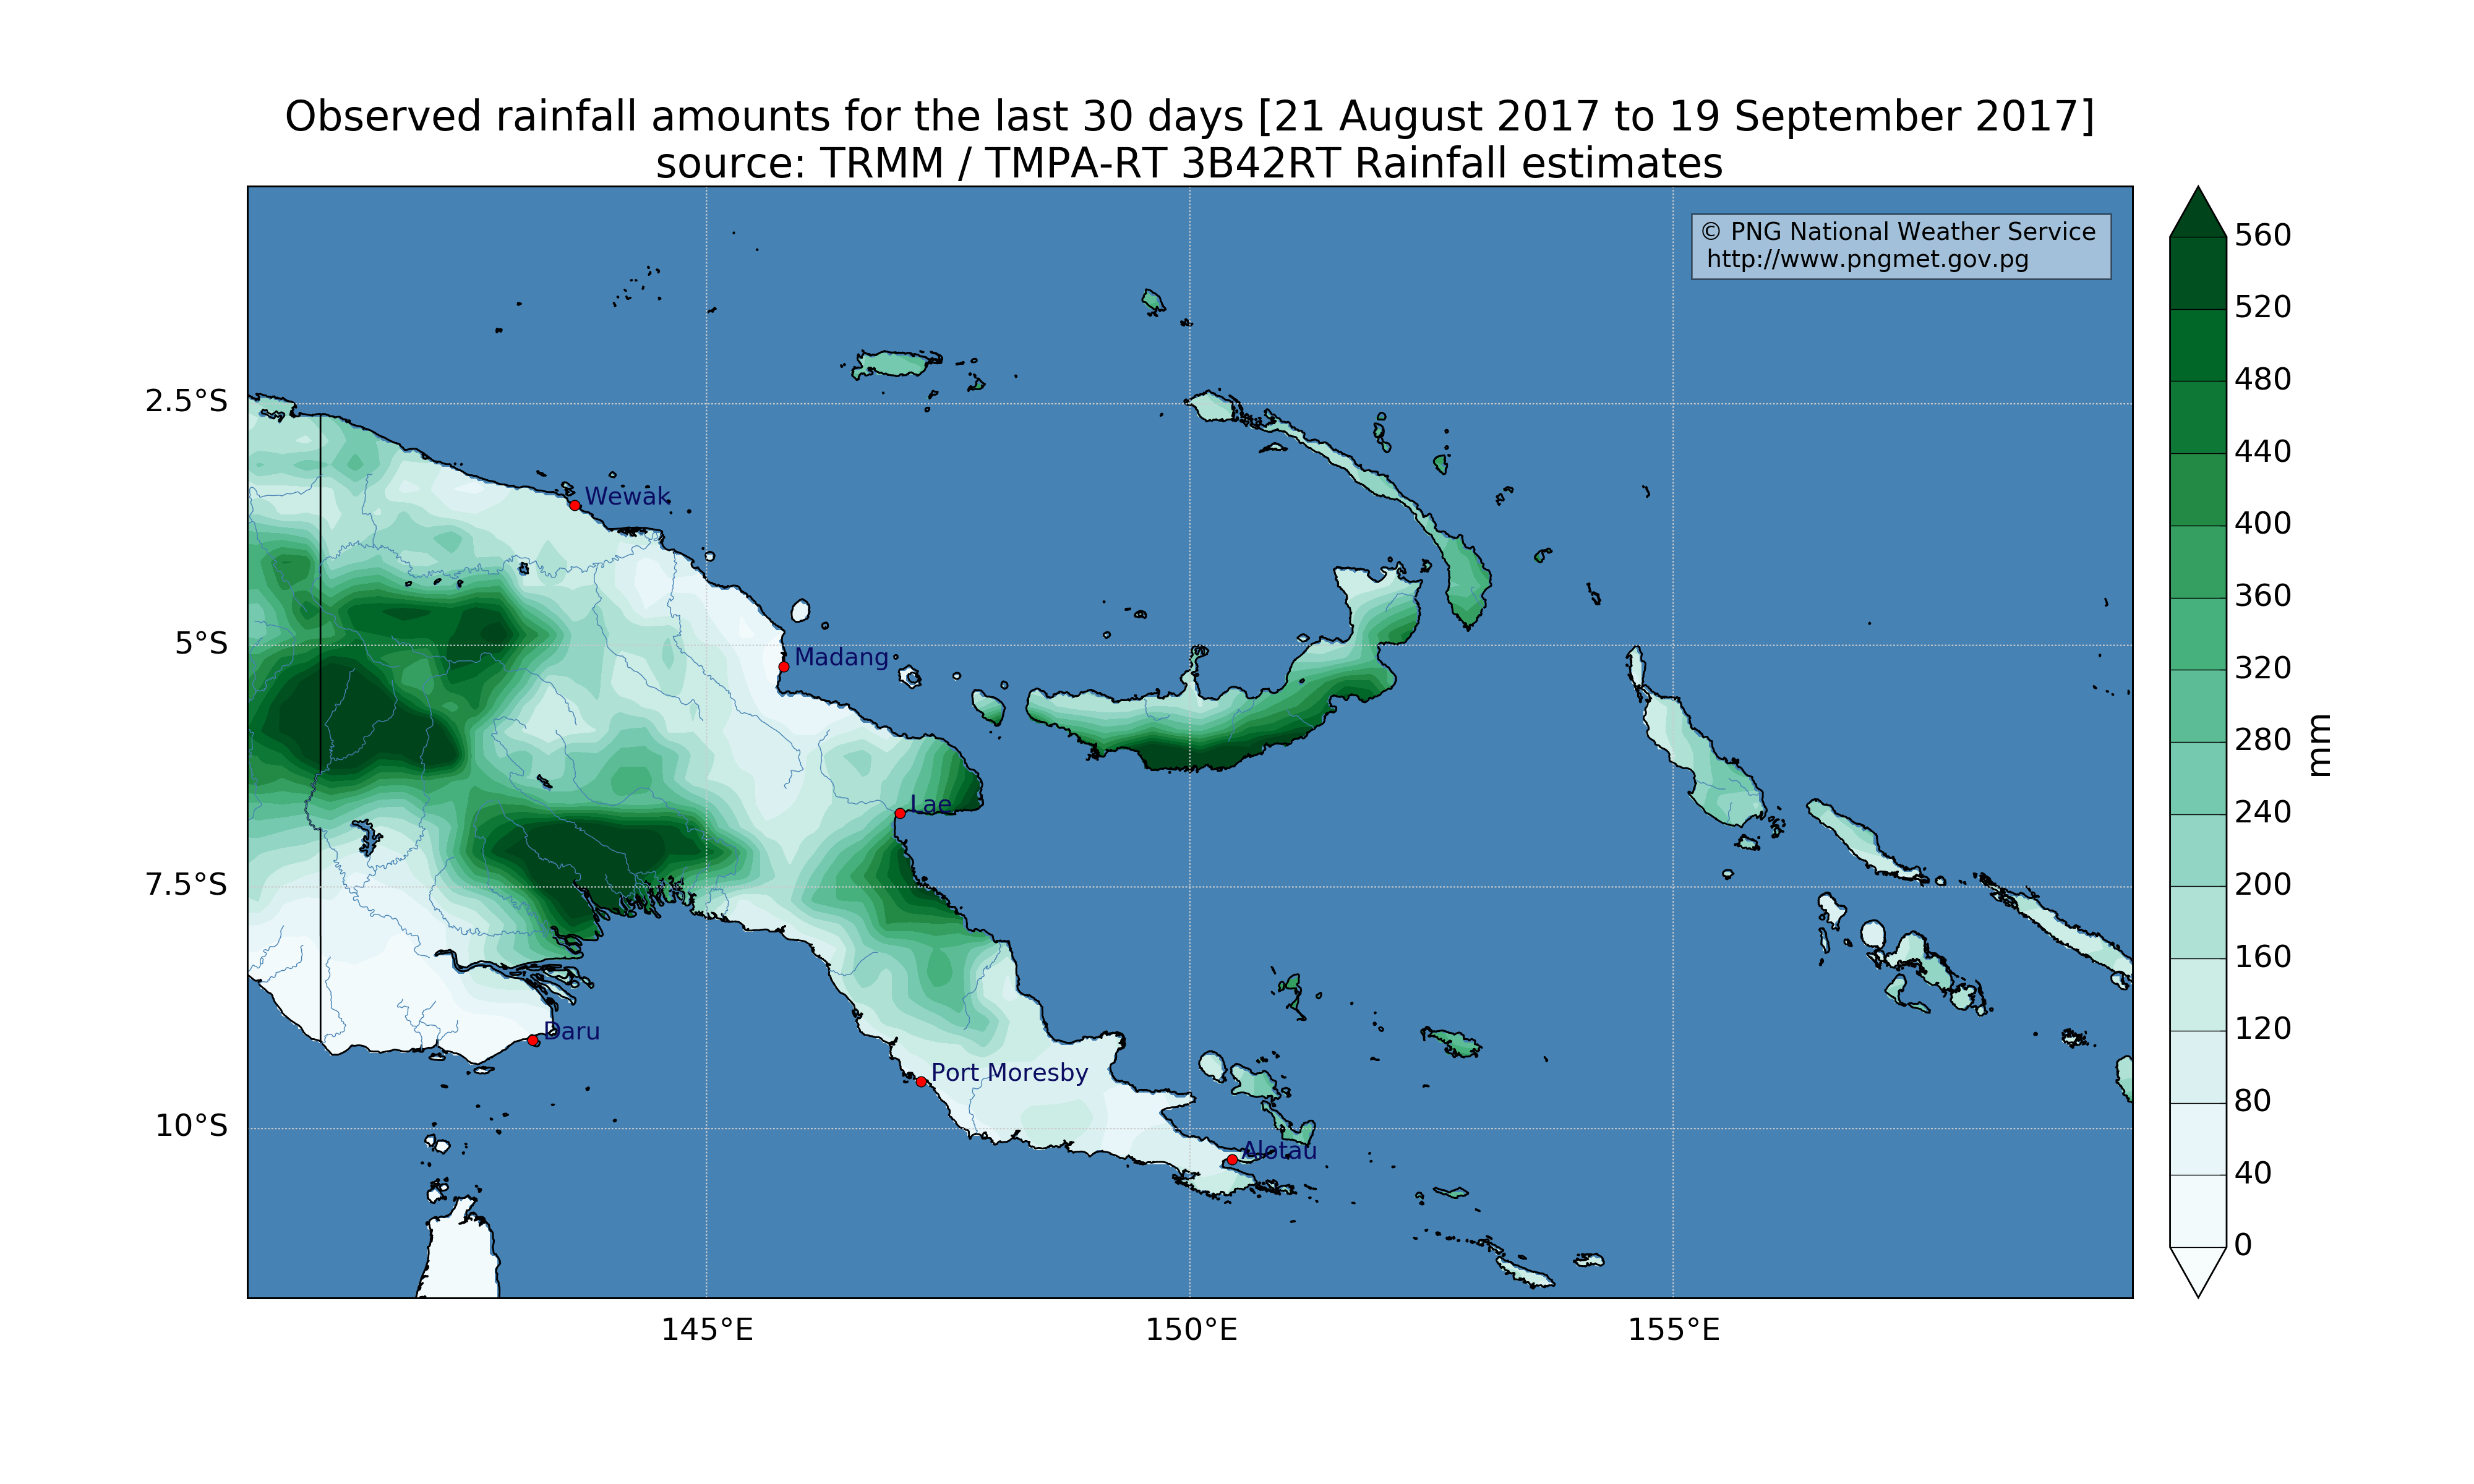 Observed rainfall amounts for the last 30 days [21 August 2017 to 19 September 2017]
source: TRMM / TMPA-RT 3B42RT Rainfall estimates
© PNG National Weather Service
http://www.pngmet.gov.pg
2.5°S
5°S
7.5°S
10°S
Wewak
Madang
Lae
Daru
Port Moresby
Alotau
145°E
150°E
155°E
560
520
480
440
400
360
320
280
240
200
160
120
80
40
0
mm